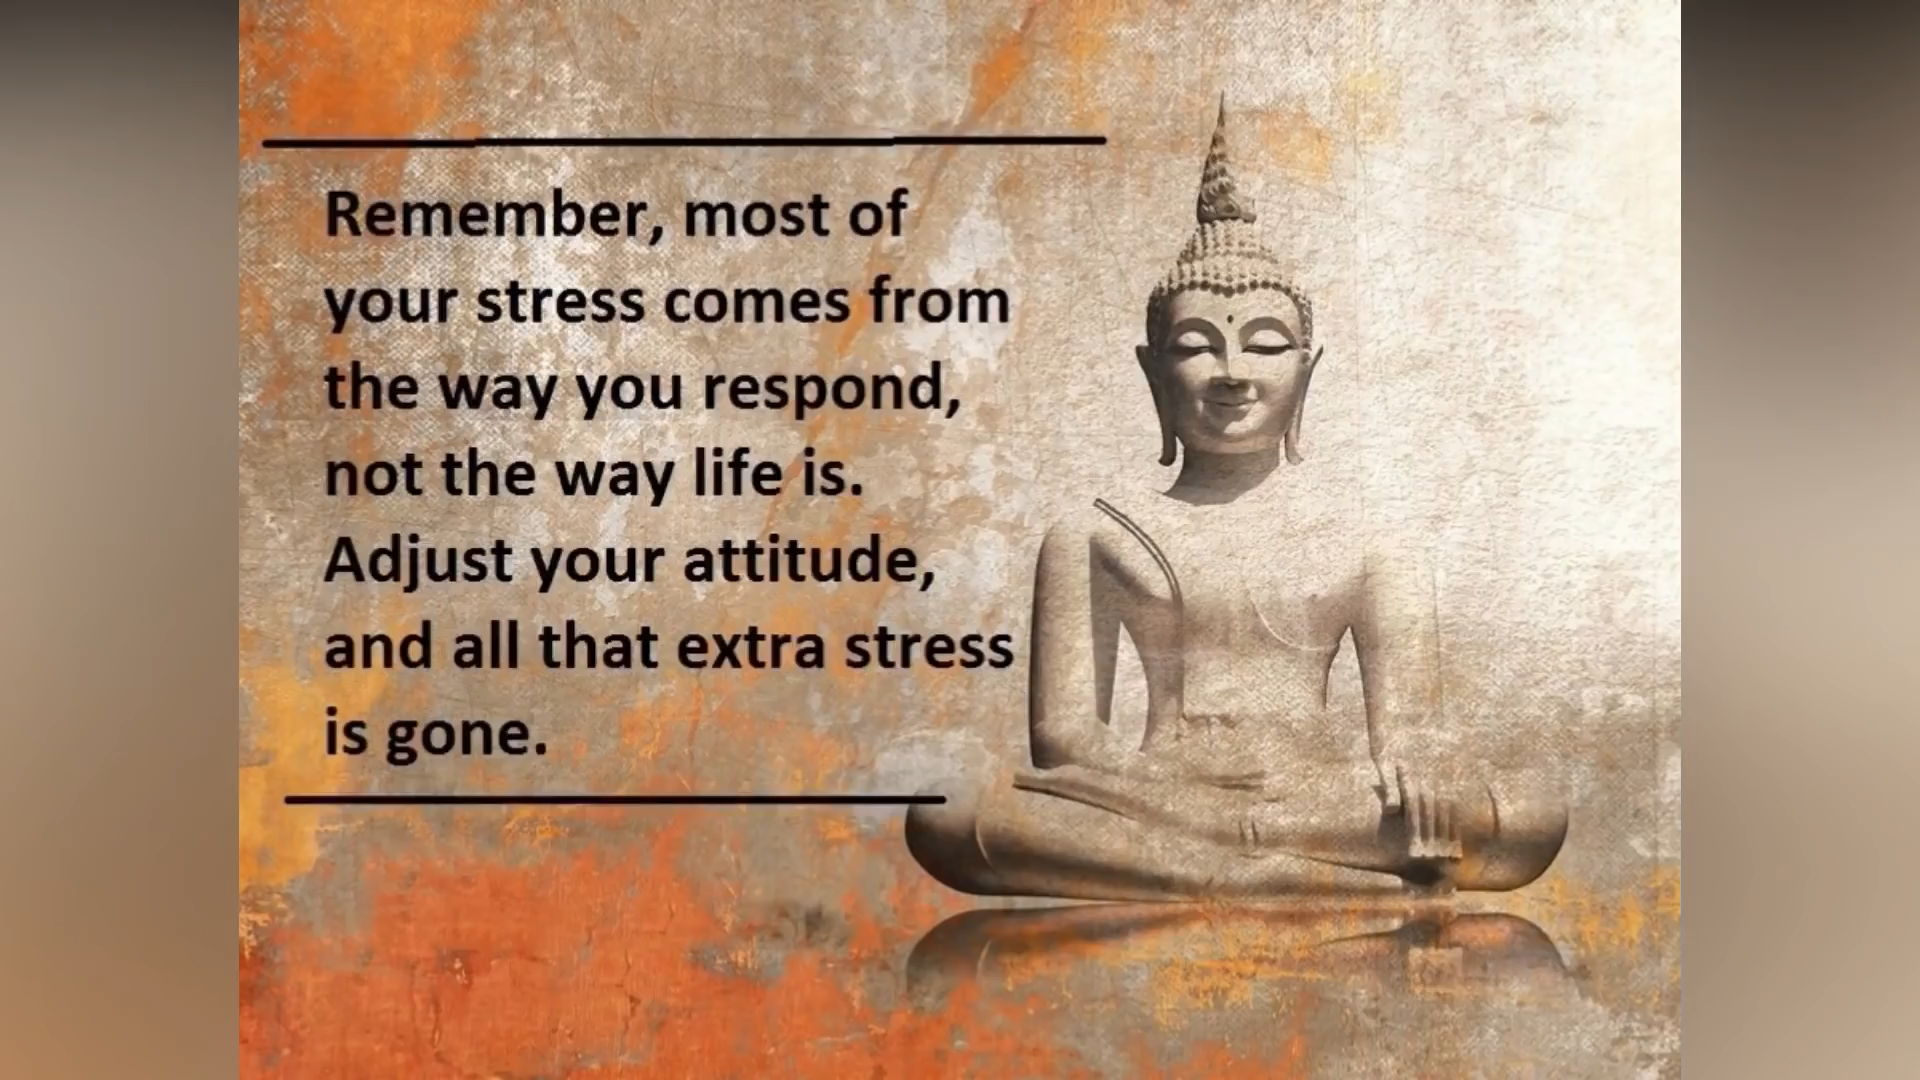 Remember, most of
your stress comes from
the way you respond,
not the way life is.
Adjust your attitude,
and all that extra stress
is gone.